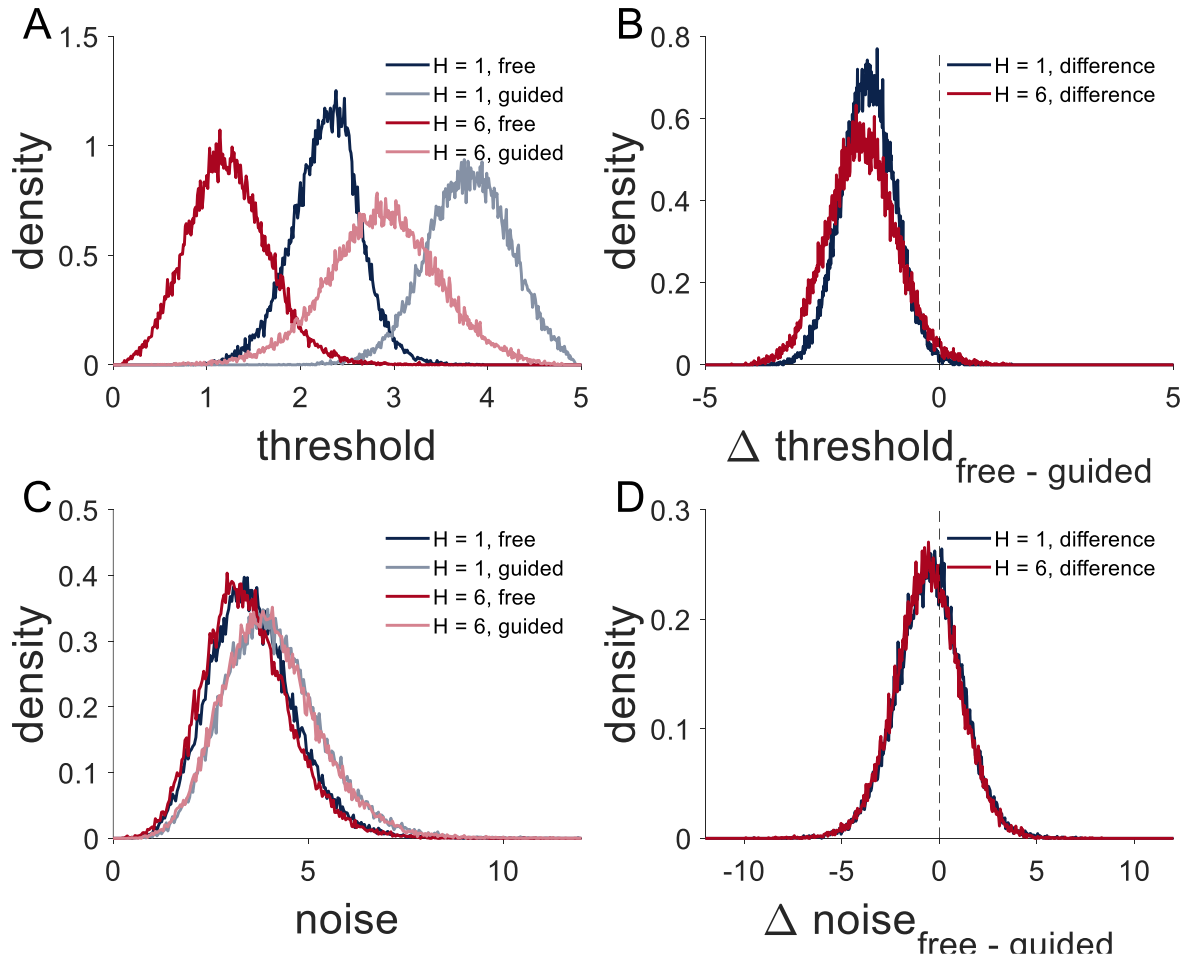 A
B
1.5
1
0.5
0
density
H = 1, free
H = 1, guided
H = 6, free
H = 6, guided
0 1 2 3 4 5
threshold
0.8
0.6
0.4
0.2
0
density
H = 1, difference
H = 6, difference
-5 0 5
Δ threshold free - guided
C
D
0.5
0.4
0.3
0.2
0.1
0
density
H = 1, free
H = 1, guided
H = 6, free
H = 6, guided
0 5 10
noise
0.3
0.2
0.1
0
density
H = 1, difference
H = 6, difference
-10 -5 0 5 10
Δ noise free - guided